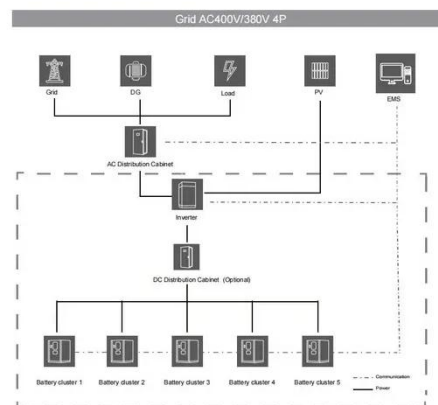 Grid AC400V/380V 4P
Grid
DG
Load
PV
EMS
AC Distribution Cabinet
Inverter
DC Distribution Cabinet (Optional)
Battery cluster 1
Battery cluster 2
Battery cluster 3
Battery cluster 4
Battery cluster 5
Communication
Power